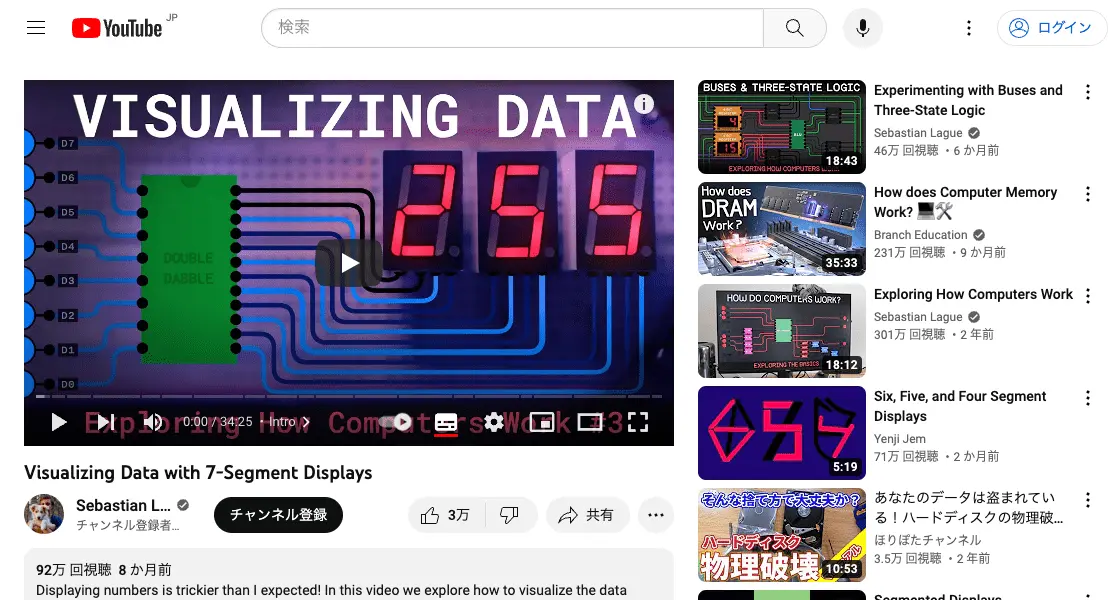 YouTube JP
検索
ログイン
VISUALIZING DATA
D7
D6
D5
D4
D3
D2
D1
D0
DOUBLE
DABBLE
255
Exploring How Computers Work #3
0:00 / 34:25 • Intro
Visualizing Data with 7-Segment Displays
Sebastian L...
チャンネル登録者...
チャンネル登録
3万
共有
92万 回視聴 8 か月前
Displaying numbers is trickier than I expected! In this video we explore how to visualize the data
BUSES & THREE-STATE LOGIC
4
15
ALU
18:43
Experimenting with Buses and
Three-State Logic
Sebastian Lague
46万 回視聴 ・6 か月前
How does
DRAM
Work?
35:33
How does Computer Memory
Work? 💻🛠
Branch Education
231万 回視聴 ・9 か月前
HOW DO COMPUTERS WORK?
EXPLORING THE BASICS
18:12
Exploring How Computers Work
Sebastian Lague
301万 回視聴 ・2 年前
5:19
Six, Five, and Four Segment
Displays
Yenji Jem
71万 回視聴 ・2 か月前
そんな捨て方で大丈夫か?
ハードディスク
物理破壊
10:53
あなたのデータは盗まれてい
る！ハードディスクの物理破...
ほりぽたチャンネル
3.5万 回視聴 ・2 年前